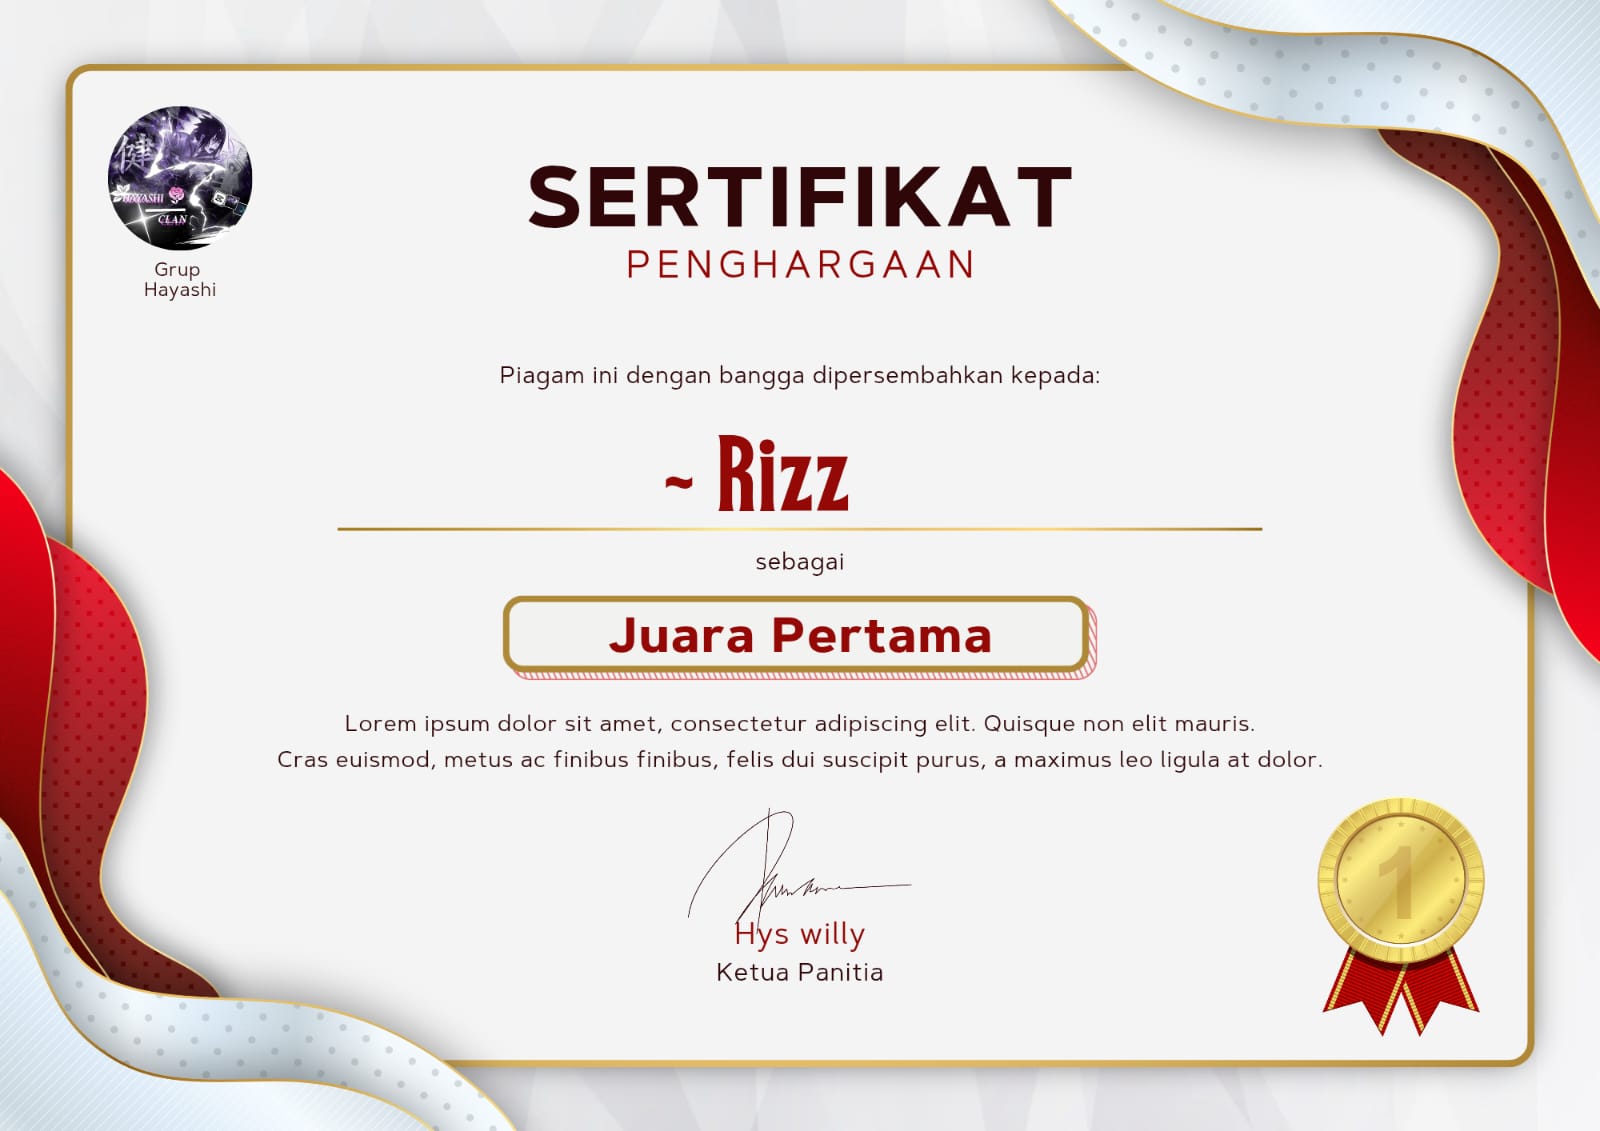 健
HAYASHI
CLAN
Grup
Hayashi
SERTIFIKAT
PENGHARGAAN
Piagam ini dengan bangga dipersembahkan kepada:
~ Rizz
sebagai
Juara Pertama
Lorem ipsum dolor sit amet, consectetur adipiscing elit. Quisque non elit mauris.
Cras euismod, metus ac finibus finibus, felis dui suscipit purus, a maximus leo ligula at dolor.
1
Hys willy
Ketua Panitia